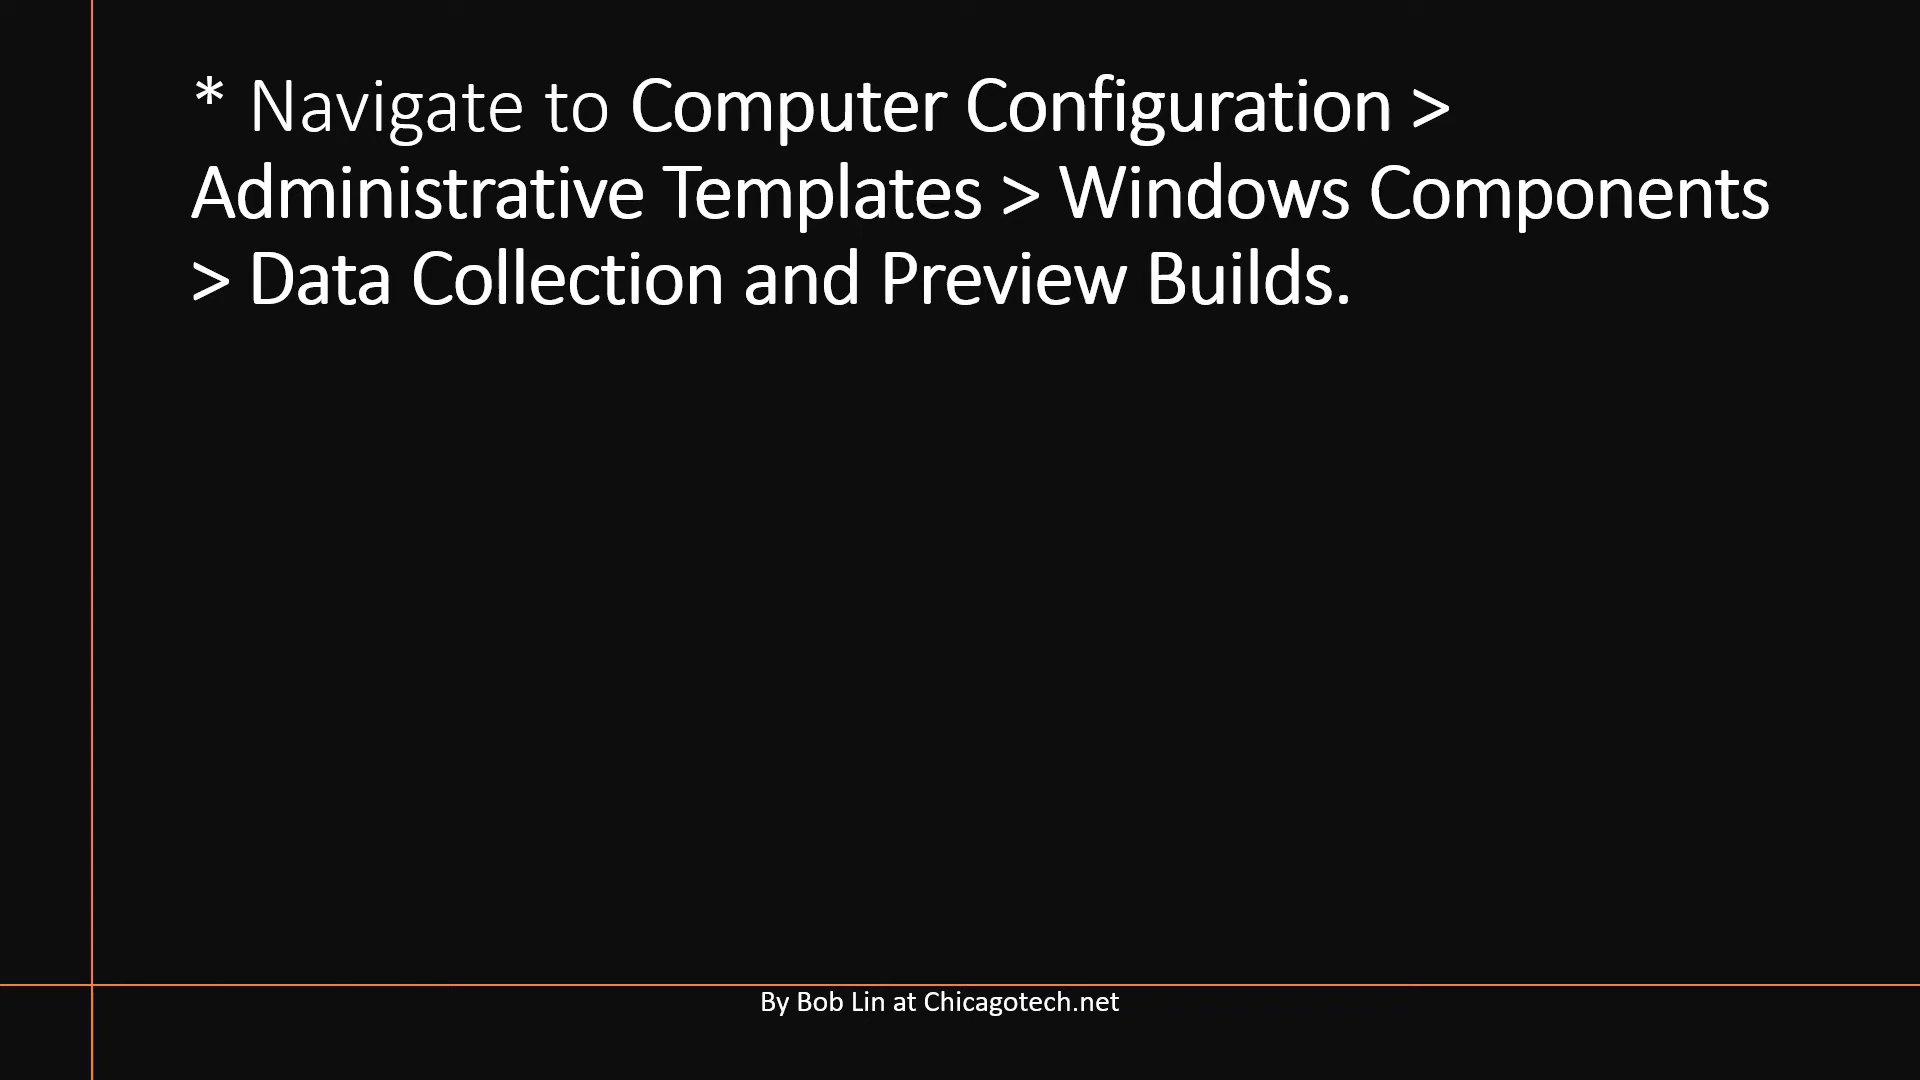 * Navigate to Computer Configuration >
Administrative Templates > Windows Components
> Data Collection and Preview Builds.
By Bob Lin at Chicagotech.net